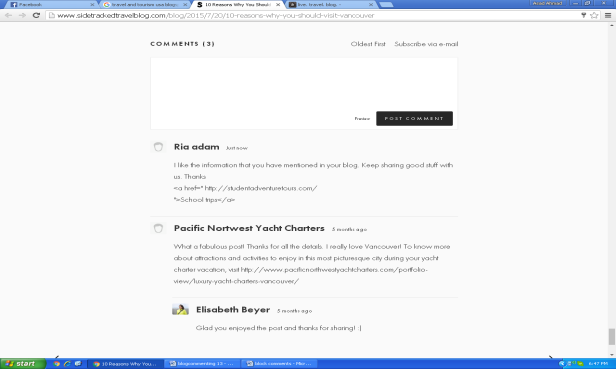 Facebook
travel and tourism usa blogs
10 Reasons Why You Should
live. travel. blog. -
www.sidetrackedtravelblog.com/blog/2015/7/20/10-reasons-why-you-should-visit-vancouver
COMMENTS (3)
Oldest First Subscribe via e-mail
Preview POST COMMENT
Ria adam Just now
I like the information that you have mentioned in your blog. Keep sharing good stuff with
us. Thanks
<a href=" http://studentadventuretours.com/
">School trips</a>
Pacific Nortwest Yacht Charters 5 months ago
What a fabulous post! Thanks for all the details. I really love Vancouver! To know more
about attractions and activities to enjoy in this most picturesque city during your yacht
charter vacation, visit http://www.pacificnorthwestyachtcharters.com/portfolio-
view/luxury-yacht-charters-vancouver/
Elisabeth Beyer 5 months ago
Glad you enjoyed the post and thanks for sharing! :)
start
10 Reasons Why You...
blogcommenting 13 - ...
block comments - Micr...
6:47 PM